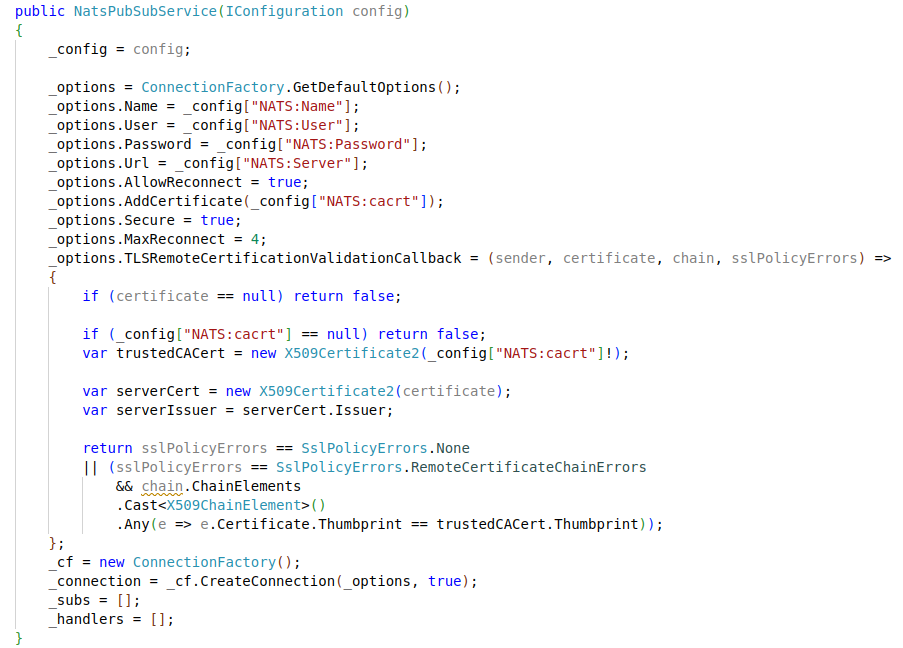 public NatsPubSubService(IConfiguration config)
{
    _config = config;

    _options = ConnectionFactory.GetDefaultOptions();
    _options.Name = _config["NATS:Name"];
    _options.User = _config["NATS:User"];
    _options.Password = _config["NATS:Password"];
    _options.Url = _config["NATS:Server"];
    _options.AllowReconnect = true;
    _options.AddCertificate(_config["NATS:cacrt"]);
    _options.Secure = true;
    _options.MaxReconnect = 4;
    _options.TLSRemoteCertificationValidationCallback = (sender, certificate, chain, sslPolicyErrors) =>
    {
        if (certificate == null) return false;

        if (_config["NATS:cacrt"] == null) return false;
        var trustedCACert = new X509Certificate2(_config["NATS:cacrt"]!);

        var serverCert = new X509Certificate2(certificate);
        var serverIssuer = serverCert.Issuer;

        return sslPolicyErrors == SslPolicyErrors.None
        || (sslPolicyErrors == SslPolicyErrors.RemoteCertificateChainErrors
            && chain.ChainElements
            .Cast<X509ChainElement>()
            .Any(e => e.Certificate.Thumbprint == trustedCACert.Thumbprint));
    };
    _cf = new ConnectionFactory();
    _connection = _cf.CreateConnection(_options, true);
    _subs = [];
    _handlers = [];
}